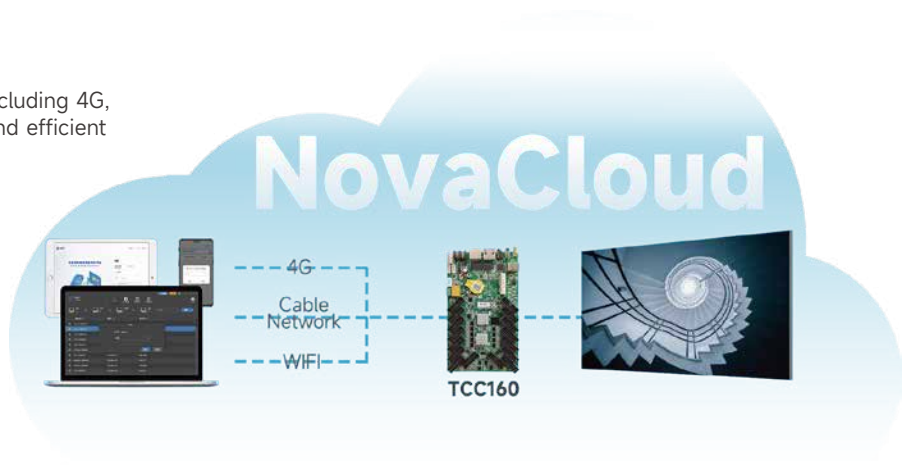 cluding 4G,
nd efficient
NovaCloud
4G
Cable
Network
WIFI
TCC160